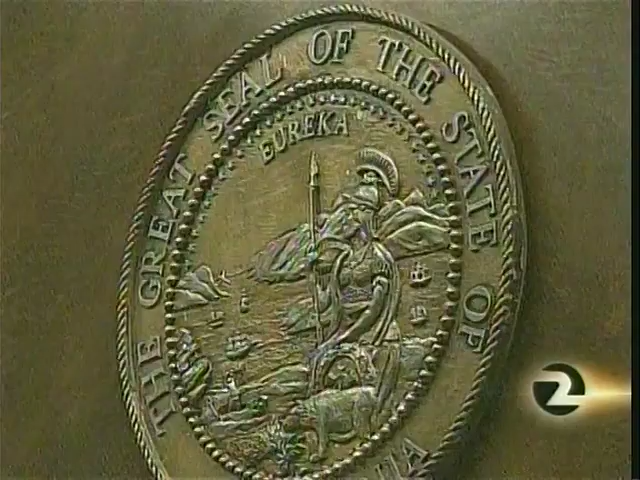 THE GREAT SEAL OF THE STATE OF
EUREKA
2